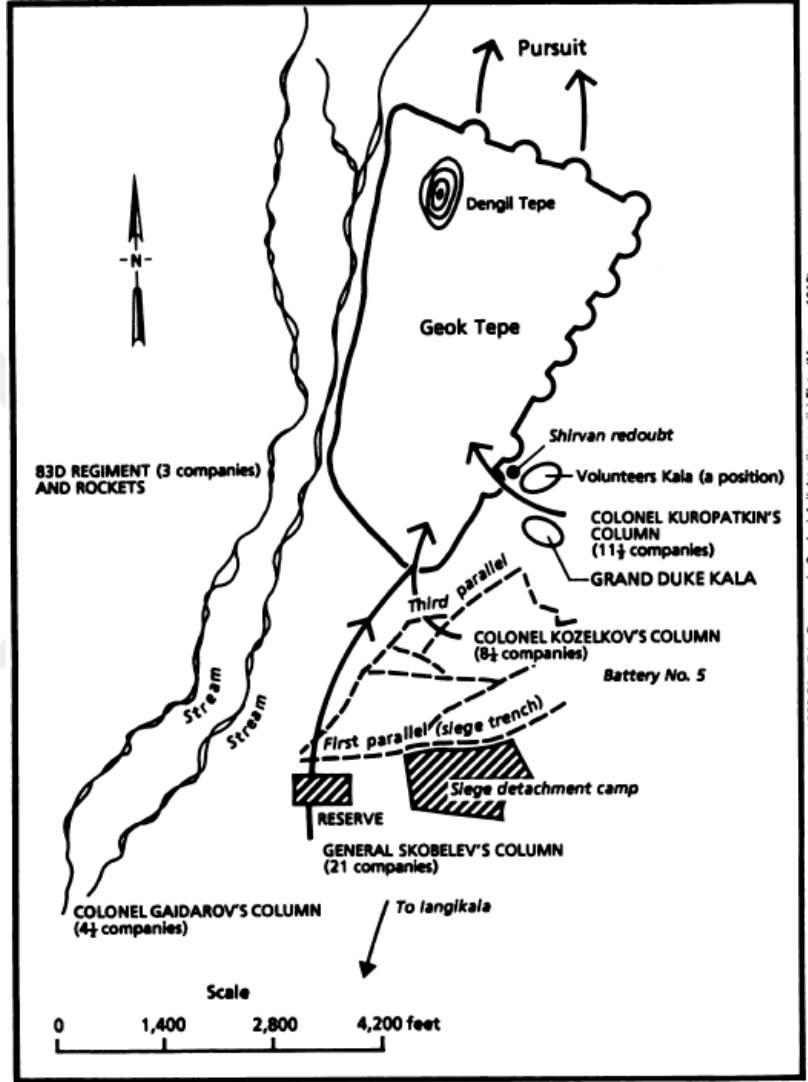 Pursuit
Dengil Tepe
-N-
Geok Tepe
Shirvan redoubt
83D REGIMENT (3 companies)
AND ROCKETS
Volunteers Kala (a position)
COLONEL KUROPATKIN'S
COLUMN
(11½ companies)
GRAND DUKE KALA
Third parallel
COLONEL KOZELKOV'S COLUMN
(8¼ companies)
Battery No. 5
Stream
Stream
First parallel (siege trench)
Siege detachment camp
RESERVE
GENERAL SKOBELEV'S COLUMN
(21 companies)
COLONEL GAIDAROV'S COLUMN
(4½ companies)
To Iangikala
Scale
0 1,400 2,800 4,200 feet